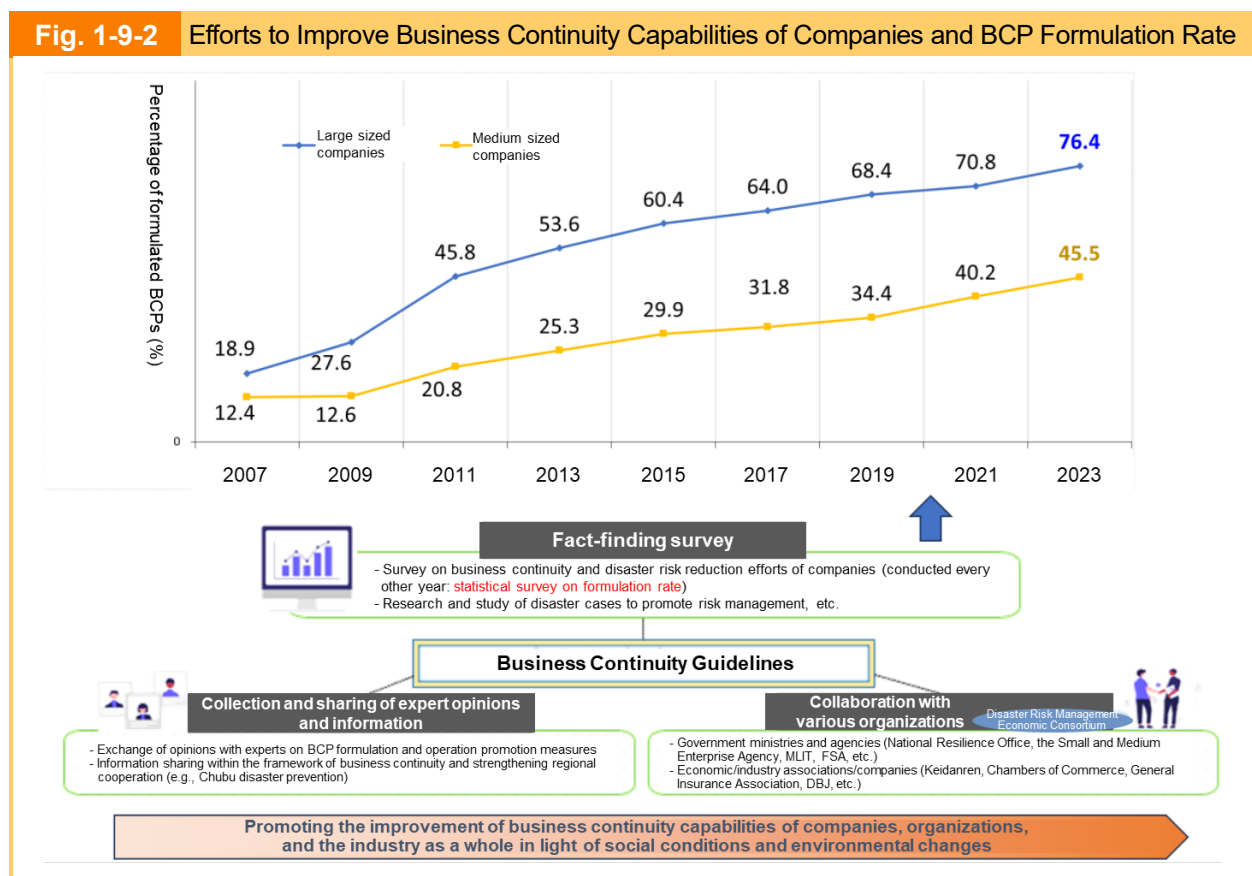 Fig. 1-9-2 Efforts to Improve Business Continuity Capabilities of Companies and BCP Formulation Rate
Percentage of formulated BCPs (%)
Large sized
companies
Medium sized
companies
18.9
27.6
45.8
53.6
60.4
64.0
68.4
70.8
76.4
12.4
12.6
20.8
25.3
29.9
31.8
34.4
40.2
45.5
0
2007 2009 2011 2013 2015 2017 2019 2021 2023
Fact-finding survey
- Survey on business continuity and disaster risk reduction efforts of companies (conducted every
other year: statistical survey on formulation rate)
- Research and study of disaster cases to promote risk management, etc.
Business Continuity Guidelines
Collection and sharing of expert opinions
and information
- Exchange of opinions with experts on BCP formulation and operation promotion measures
- Information sharing within the framework of business continuity and strengthening regional
cooperation (e.g., Chubu disaster prevention)
Collaboration with
various organizations
Disaster Risk Management
Economic Consortium
- Government ministries and agencies (National Resilience Office, the Small and Medium
Enterprise Agency, MLIT, FSA, etc.)
- Economic/industry associations/companies (Keidanren, Chambers of Commerce, General
Insurance Association, DBJ, etc.)
Promoting the improvement of business continuity capabilities of companies, organizations,
and the industry as a whole in light of social conditions and environmental changes